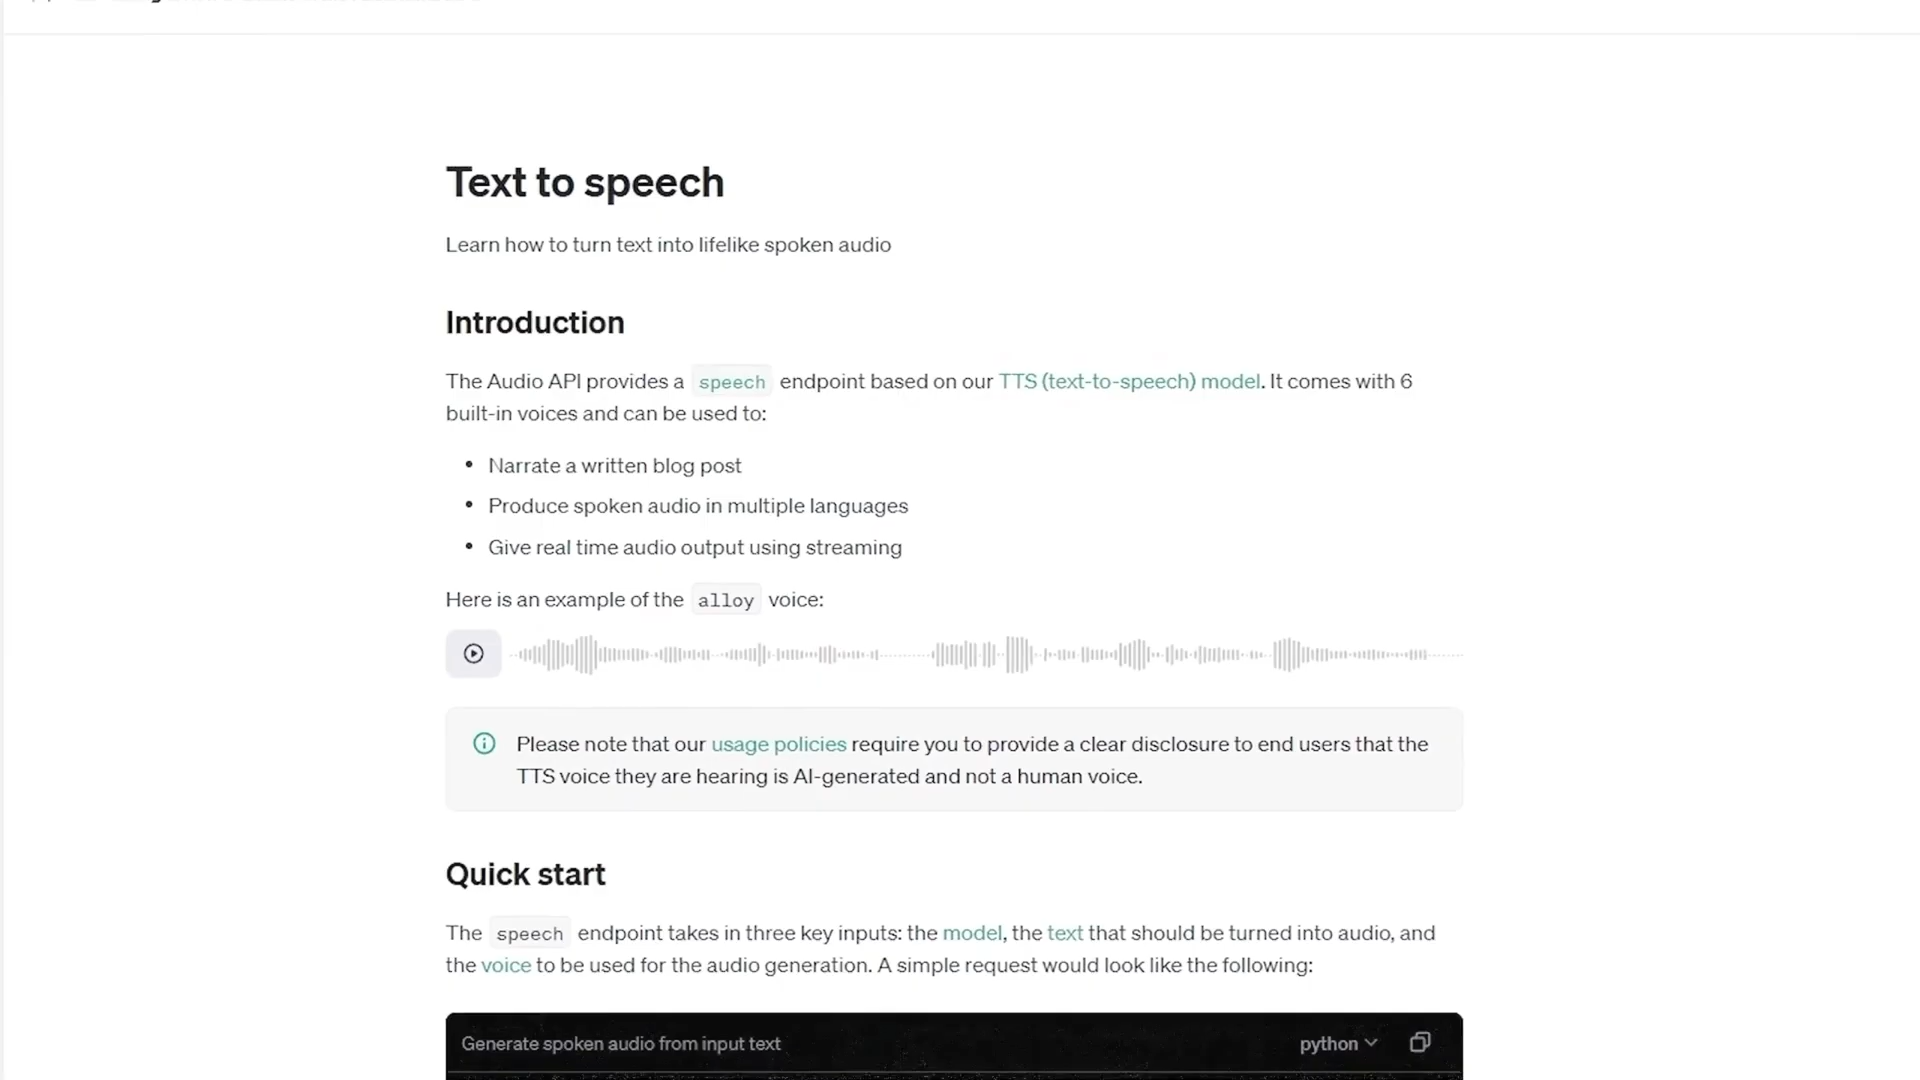 Text to speech
Learn how to turn text into lifelike spoken audio
Introduction
The Audio API provides a speech endpoint based on our TTS (text-to-speech) model. It comes with 6
built-in voices and can be used to:
• Narrate a written blog post
• Produce spoken audio in multiple languages
• Give real time audio output using streaming
Here is an example of the alloy voice:
Please note that our usage policies require you to provide a clear disclosure to end users that the
TTS voice they are hearing is AI-generated and not a human voice.
Quick start
The speech endpoint takes in three key inputs: the model, the text that should be turned into audio, and
the voice to be used for the audio generation. A simple request would look like the following:
Generate spoken audio from input text
python